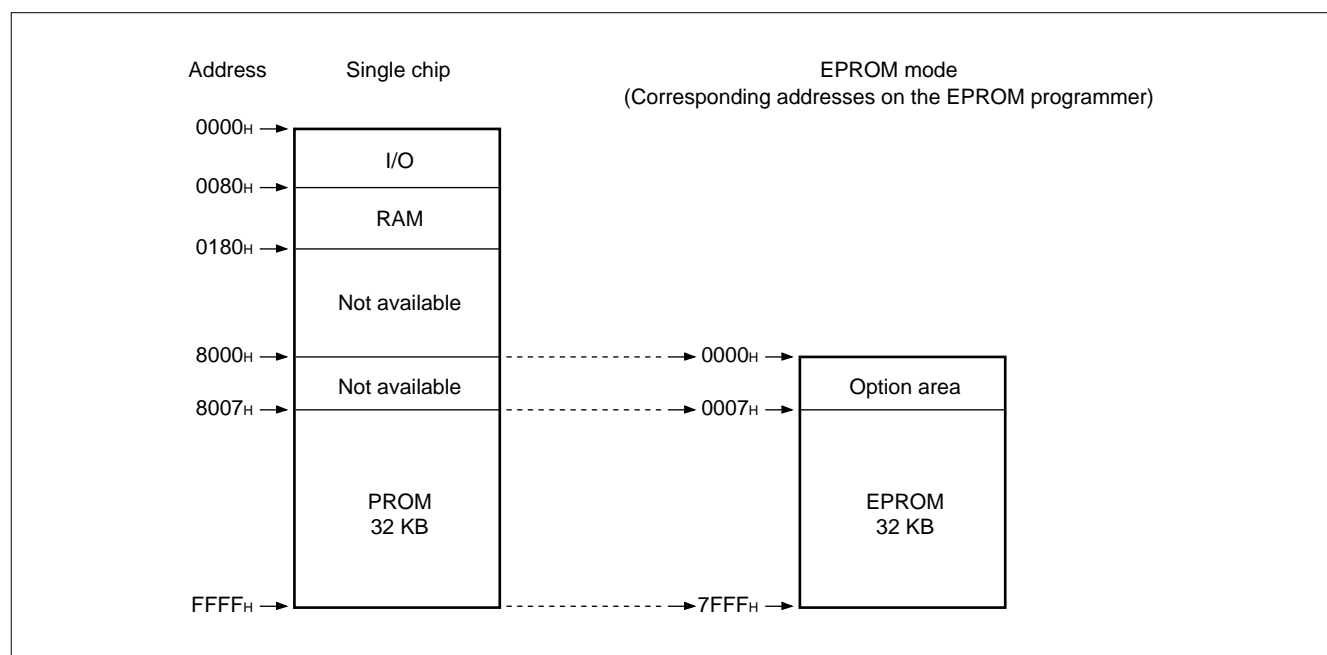 Address
Single chip
EPROM mode
(Corresponding addresses on the EPROM programmer)
0000H
I/O
0080H
RAM
0180H
Not available
8000H
0000H
Not available
Option area
8007H
0007H
PROM
32 KB
EPROM
32 KB
FFFFH
7FFFH